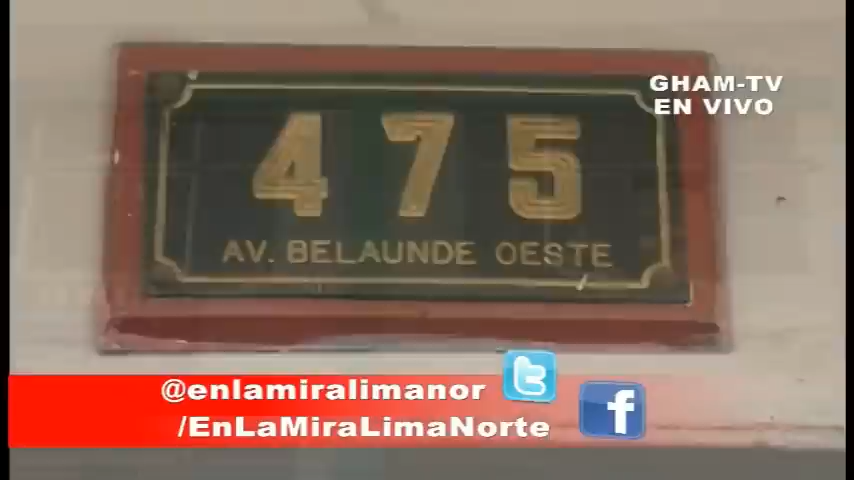 GHAM-TV
EN VIVO
475
AV. BELAUNDE OESTE
@enlamiralimanor
/EnLaMiraLimaNorte